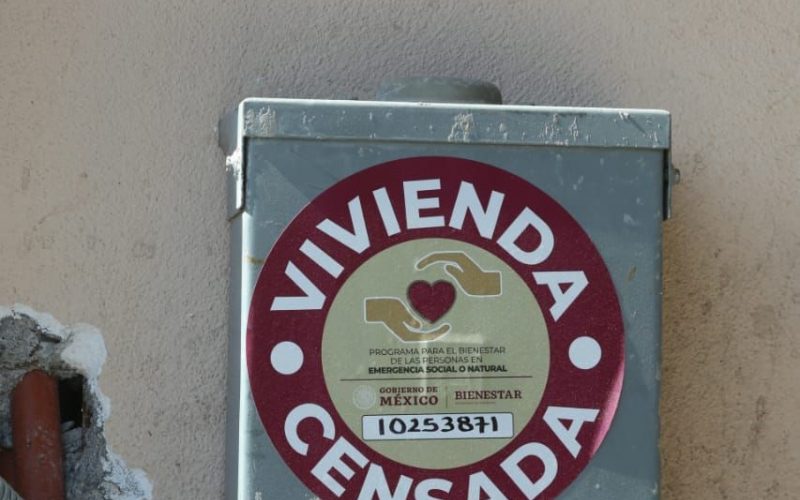 VIVIENDA
PROGRAMA PARA EL BIENESTAR
DE LAS PERSONAS EN
EMERGENCIA SOCIAL O NATURAL
GOBIERNO DE
MÉXICO
BIENESTAR
10253871
CENSADA